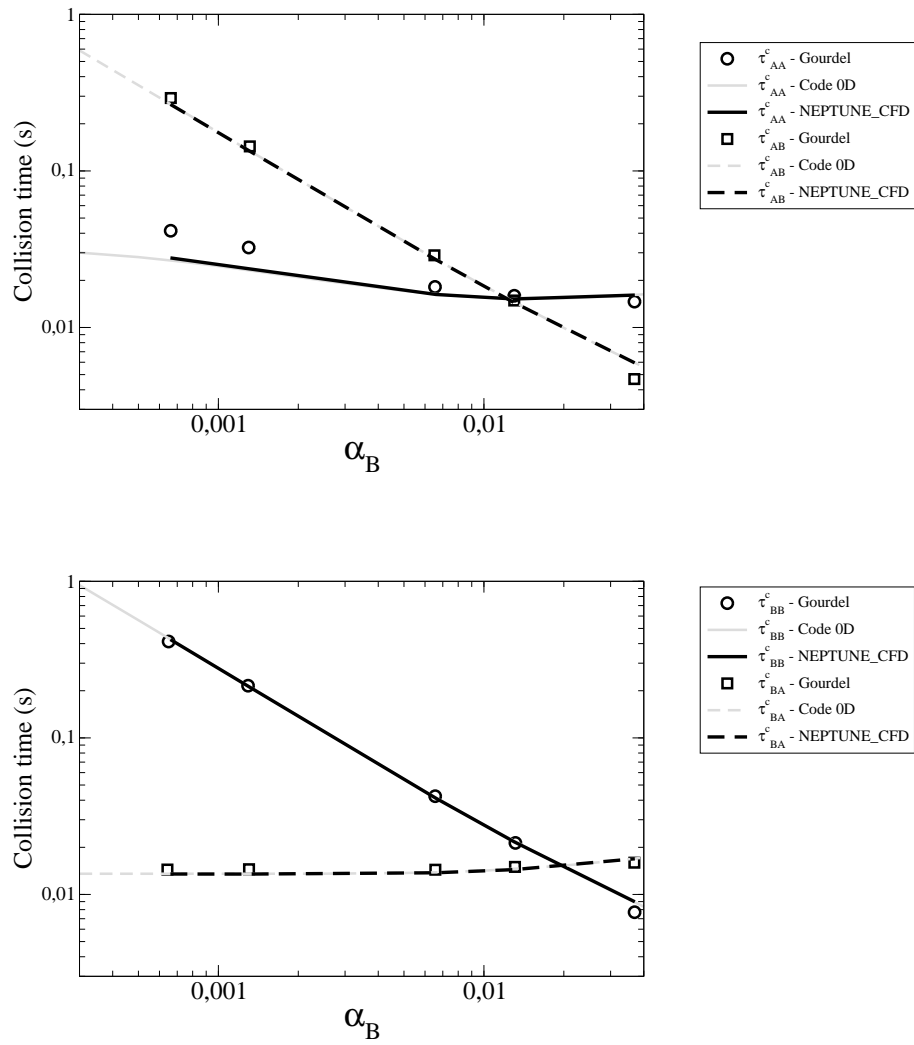 1
0,1
0,01
Collision time (s)
0,001
0,01
α_B
τ^c_AA - Gourdel
τ^c_AA - Code 0D
τ^c_AA - NEPTUNE_CFD
τ^c_AB - Gourdel
τ^c_AB - Code 0D
τ^c_AB - NEPTUNE_CFD
1
0,1
0,01
Collision time (s)
0,001
0,01
α_B
τ^c_BB - Gourdel
τ^c_BB - Code 0D
τ^c_BB - NEPTUNE_CFD
τ^c_BA - Gourdel
τ^c_BA - Code 0D
τ^c_BA - NEPTUNE_CFD